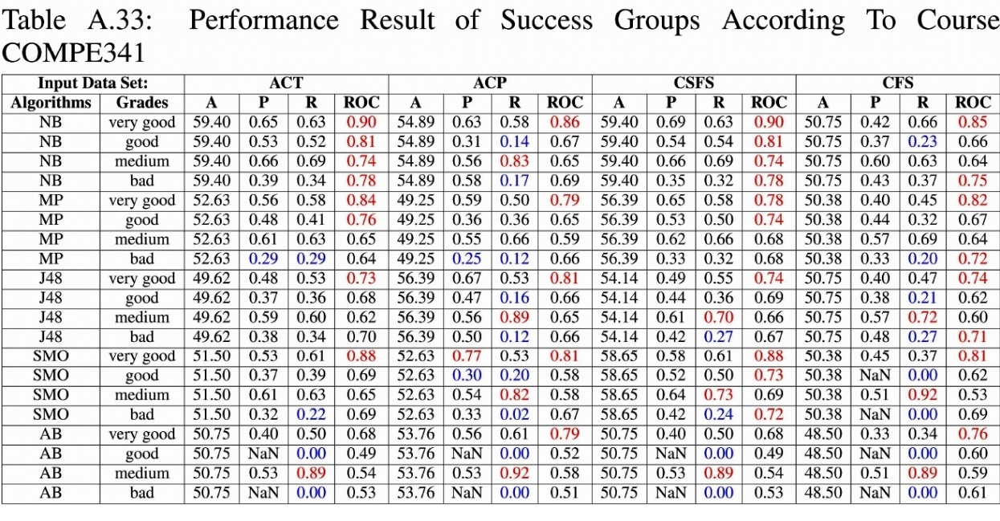 Table A.33: Performance Result of Success Groups According To Course
COMPE341
Input Data Set: ACT ACP CSFS CFS
Algorithms Grades A P R ROC A P R ROC A P R ROC A P R ROC
NB very good 59.40 0.65 0.63 0.90 54.89 0.63 0.58 0.86 59.40 0.69 0.63 0.90 50.75 0.42 0.66 0.85
NB good 59.40 0.53 0.52 0.81 54.89 0.31 0.14 0.67 59.40 0.54 0.54 0.81 50.75 0.37 0.23 0.66
NB medium 59.40 0.66 0.69 0.74 54.89 0.56 0.83 0.65 59.40 0.66 0.69 0.74 50.75 0.60 0.63 0.64
NB bad 59.40 0.39 0.34 0.78 54.89 0.58 0.17 0.69 59.40 0.35 0.32 0.78 50.75 0.43 0.37 0.75
MP very good 52.63 0.56 0.58 0.84 49.25 0.59 0.50 0.79 56.39 0.65 0.58 0.78 50.38 0.40 0.45 0.82
MP good 52.63 0.48 0.41 0.76 49.25 0.36 0.36 0.65 56.39 0.53 0.50 0.74 50.38 0.44 0.32 0.67
MP medium 52.63 0.61 0.63 0.65 49.25 0.55 0.66 0.59 56.39 0.62 0.66 0.68 50.38 0.57 0.69 0.64
MP bad 52.63 0.29 0.29 0.64 49.25 0.25 0.12 0.66 56.39 0.33 0.32 0.68 50.38 0.33 0.20 0.72
J48 very good 49.62 0.48 0.53 0.73 56.39 0.67 0.53 0.81 54.14 0.49 0.55 0.74 50.75 0.40 0.47 0.74
J48 good 49.62 0.37 0.36 0.68 56.39 0.47 0.16 0.66 54.14 0.44 0.36 0.69 50.75 0.38 0.21 0.62
J48 medium 49.62 0.59 0.60 0.62 56.39 0.56 0.89 0.65 54.14 0.61 0.70 0.66 50.75 0.57 0.72 0.60
J48 bad 49.62 0.38 0.34 0.70 56.39 0.50 0.12 0.66 54.14 0.42 0.27 0.67 50.75 0.48 0.27 0.71
SMO very good 51.50 0.53 0.61 0.88 52.63 0.77 0.53 0.81 58.65 0.58 0.61 0.88 50.38 0.45 0.37 0.81
SMO good 51.50 0.37 0.39 0.69 52.63 0.30 0.20 0.58 58.65 0.52 0.50 0.73 50.38 NaN 0.00 0.62
SMO medium 51.50 0.61 0.63 0.65 52.63 0.54 0.82 0.58 58.65 0.64 0.73 0.69 50.38 0.51 0.92 0.53
SMO bad 51.50 0.32 0.22 0.69 52.63 0.33 0.02 0.67 58.65 0.42 0.24 0.72 50.38 NaN 0.00 0.69
AB very good 50.75 0.40 0.50 0.68 53.76 0.56 0.61 0.79 50.75 0.40 0.50 0.68 48.50 0.33 0.34 0.76
AB good 50.75 NaN 0.00 0.49 53.76 NaN 0.00 0.52 50.75 NaN 0.00 0.49 48.50 NaN 0.00 0.60
AB medium 50.75 0.53 0.89 0.54 53.76 0.53 0.92 0.58 50.75 0.53 0.89 0.54 48.50 0.51 0.89 0.59
AB bad 50.75 NaN 0.00 0.53 53.76 NaN 0.00 0.51 50.75 NaN 0.00 0.53 48.50 NaN 0.00 0.61